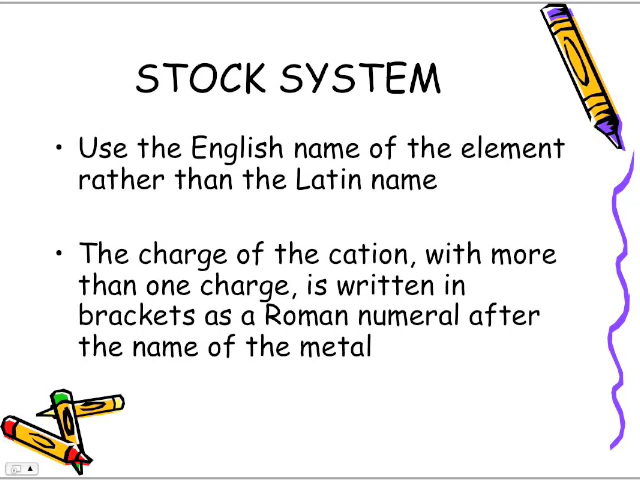 STOCK SYSTEM
• Use the English name of the element
rather than the Latin name
• The charge of the cation, with more
than one charge, is written in
brackets as a Roman numeral after
the name of the metal